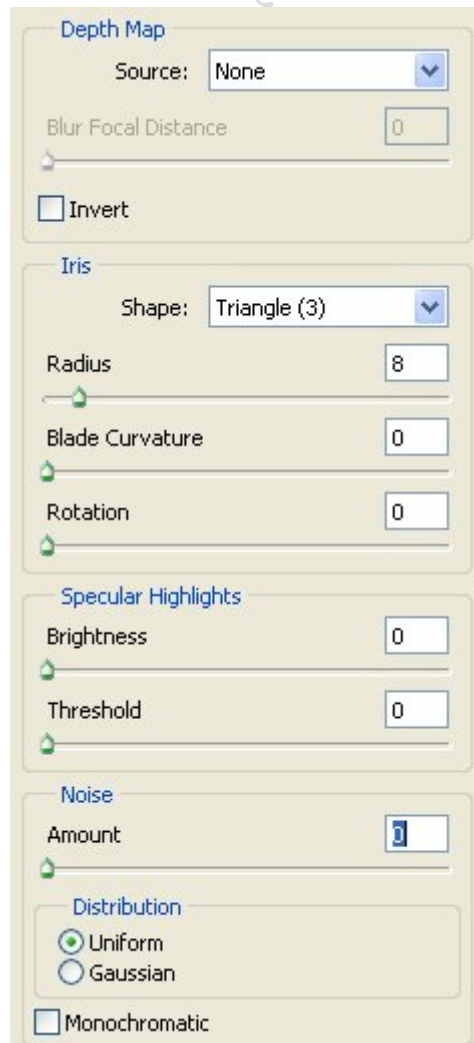 Depth Map
Source: None
Blur Focal Distance 0
Invert
Iris
Shape: Triangle (3)
Radius 8
Blade Curvature 0
Rotation 0
Specular Highlights
Brightness 0
Threshold 0
Noise
Amount 0
Distribution
Uniform
Gaussian
Monochromatic